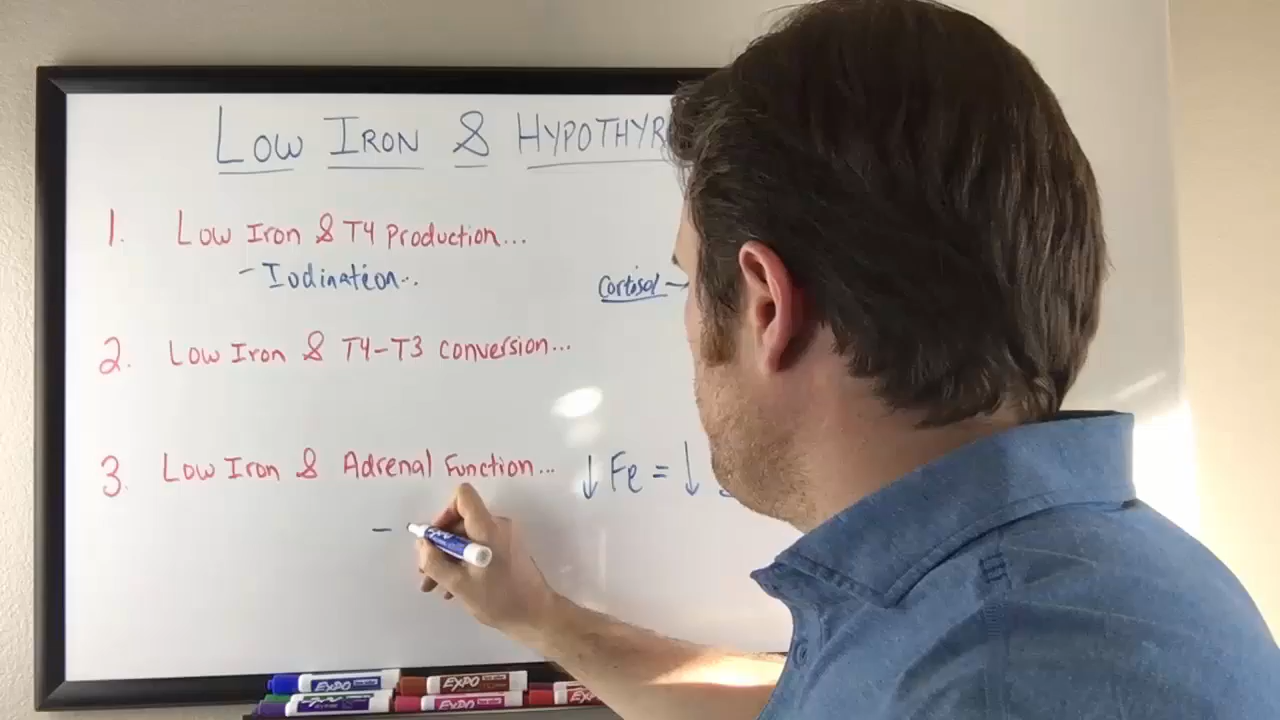 LOW IRON & HYPOTHYR
1. Low Iron & T4 Production...
- Iodination..
Cortisol -
2. Low Iron & T4-T3 conversion...
3. Low Iron & Adrenal Function... ↓ Fe = ↓
-
EXPO EXPO
EXPO EXPO